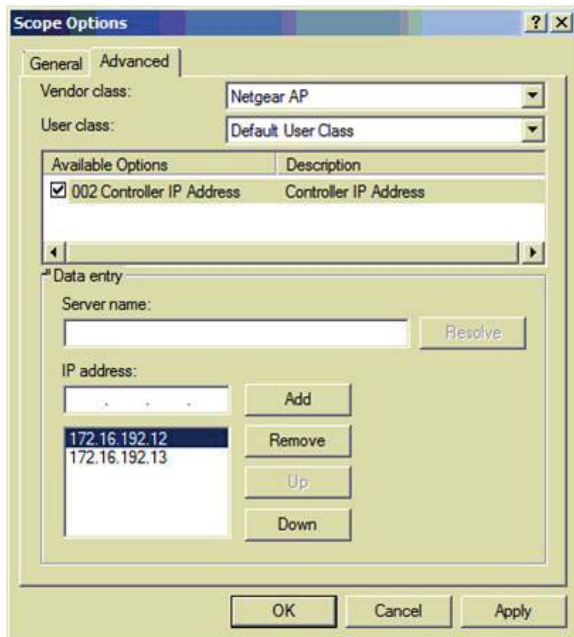 Scope Options
General Advanced
Vendor class: Netgear AP
User class: Default User Class
Available Options Description
002 Controller IP Address Controller IP Address
Data entry
Server name:
Resolve
IP address:
Add
172.16.192.12
172.16.192.13
Remove
Up
Down
OK Cancel Apply